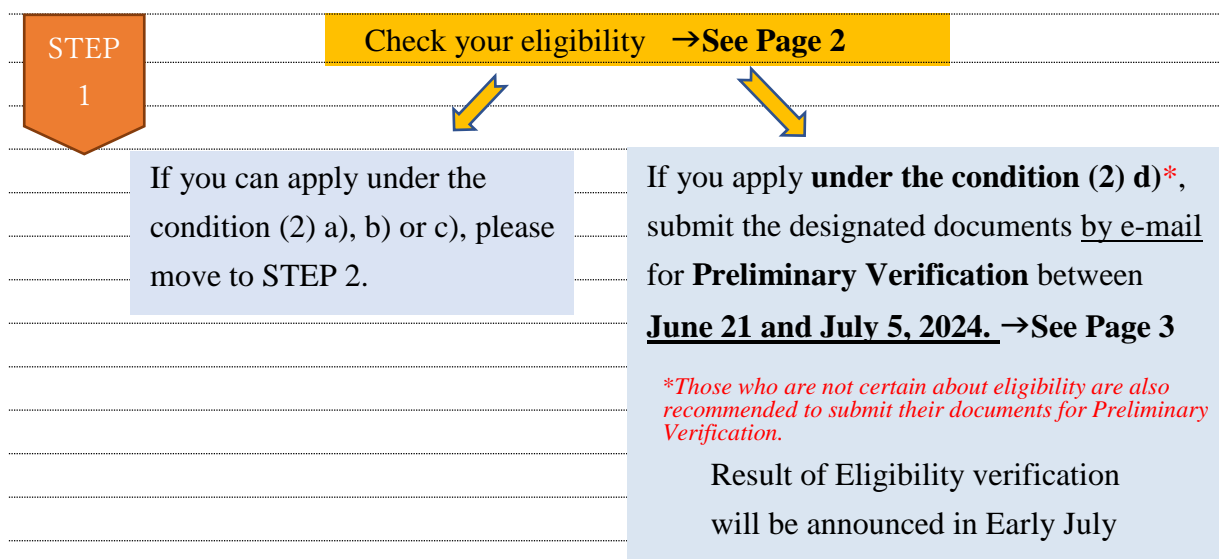 STEP
1
Check your eligibility →See Page 2
If you can apply under the
condition (2) a), b) or c), please
move to STEP 2.
If you apply under the condition (2) d)*,
submit the designated documents by e-mail
for Preliminary Verification between
June 21 and July 5, 2024. →See Page 3
*Those who are not certain about eligibility are also
recommended to submit their documents for Preliminary
Verification.
Result of Eligibility verification
will be announced in Early July